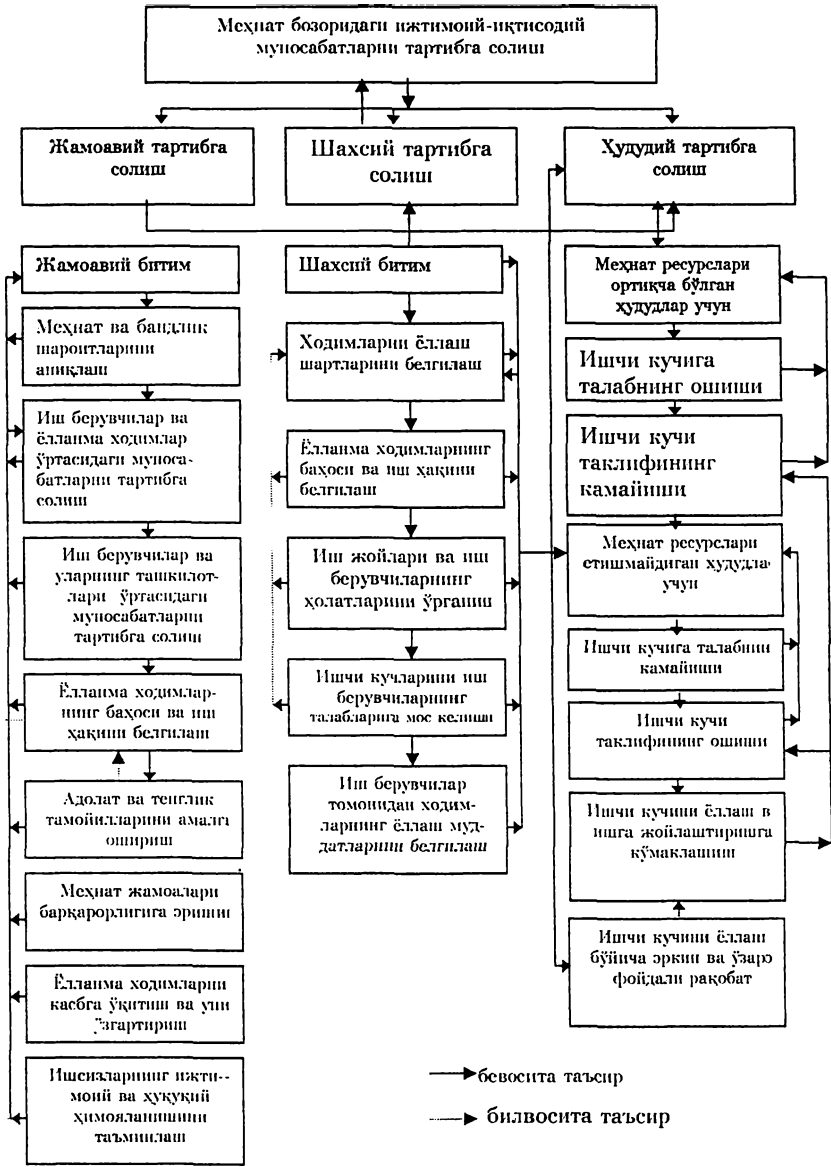 Меҳнат бозоридаги ижтимоий-иқтисодий
муносабатларни тартибга солиш
Жамоавий тартибга
солиш
Шахсий тартибга
солиш
Ҳудудий тартибга
солиш
Жамоавий битим
Меҳнат ва бандлик
шароитларини
аниқлаш
Иш берувчилар ва
ёлланма ходимлар
ўртасидаги муноса-
батларни тартибга
солиш
Иш берувчилар ва
уларнинг ташкилот-
лари ўртасидаги
муносабатларни
тартибга солиш
Ёлланма ходимлар-
нинг баҳоси ва иш
ҳақини белгилаш
Адолат ва тенглик
тамойилларини амалга
ошириш
Меҳнат жамоалари
барқарорлигига эришиш
Ёлланма ходимларни
касбга ўқитиш ва уни
ўзгартириш
Ишсизларнинг ижти-
моий ва ҳуқуқий
ҳимояланишини
таъминлаш
Шахсий битим
Ходимларни ёллаш
шартларини белгилаш
Ёлланма ходимларнинг
баҳоси ва иш ҳақини
белгилаш
Иш жойлари ва иш
берувчиларнинг
ҳолатларини ўрганиш
Ишчи кучларини иш
берувчиларнинг
талабларига мос келиши
Иш берувчилар
томонидан ходим-
ларнинг ёллаш муд-
датларини белгилаш
Меҳнат ресурслари
ортиқча бўлган
ҳудудлар учун
Ишчи кучига
талабнинг ошиши
Ишчи кучи
таклифининг
камайиши
Меҳнат ресурслари
етишмайдиган ҳудудла
учун
Ишчи кучига талабнин
камайиши
Ишчи кучи
таклифининг ошиши
Ишчи кучини ёллаш в
ишга жойлаштиришга
кўмаклашиш
Ишчи кучини ёллаш
бўйича эркин ва ўзаро
фойдали рақобат
бевосита таъсир
билвосита таъсир